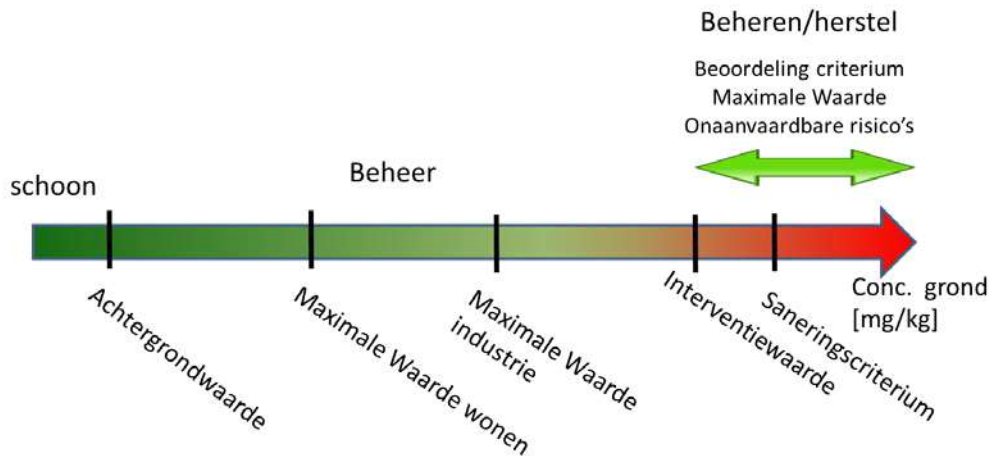 Beheren/herstel
Beoordeling criterium
Maximale Waarde
Onaanvaardbare risico's
Beheer
schoon
Achtergrondwaarde
Maximale Waarde wonen
Maximale Waarde
industrie
Interventiewaarde
Saneringscriterium
Conc. grond
[mg/kg]